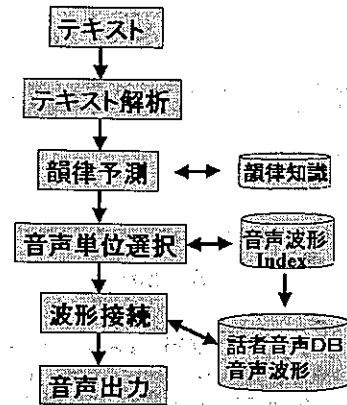 テキスト
テキスト解析
韻律予測
韻律知識
音声単位選択
音声波形
Index
波形接続
話者音声DB
音声波形
音声出力